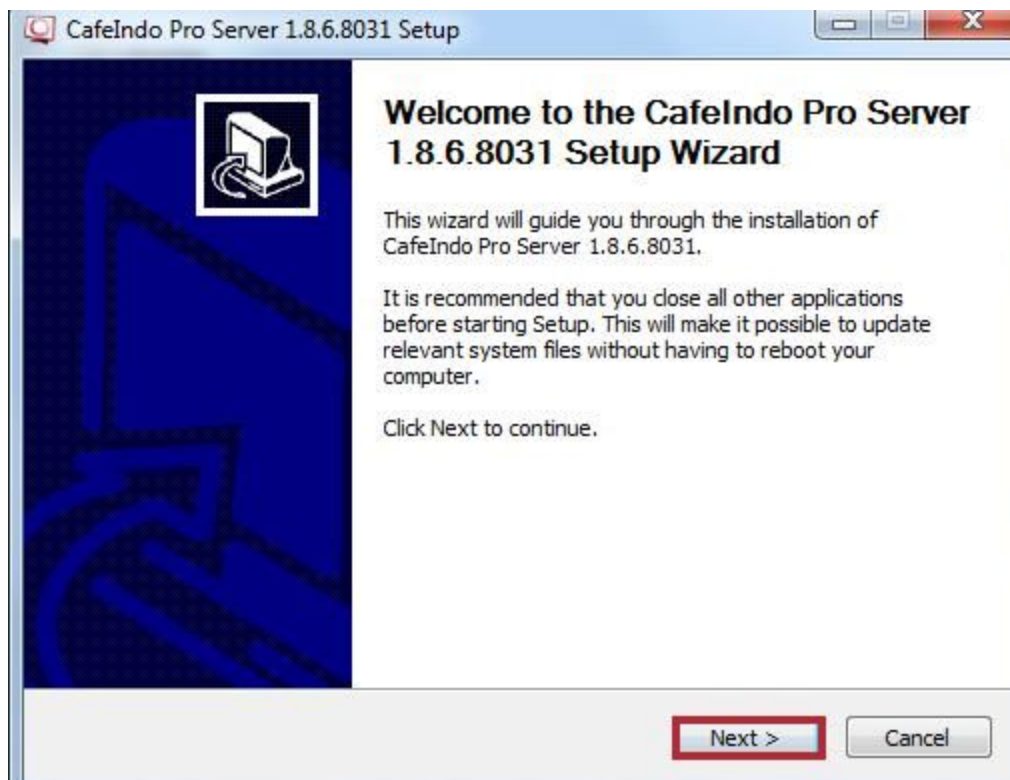 CafeIndo Pro Server 1.8.6.8031 Setup
Welcome to the CafeIndo Pro Server
1.8.6.8031 Setup Wizard
This wizard will guide you through the installation of
CafeIndo Pro Server 1.8.6.8031.
It is recommended that you close all other applications
before starting Setup. This will make it possible to update
relevant system files without having to reboot your
computer.
Click Next to continue.
Next > Cancel